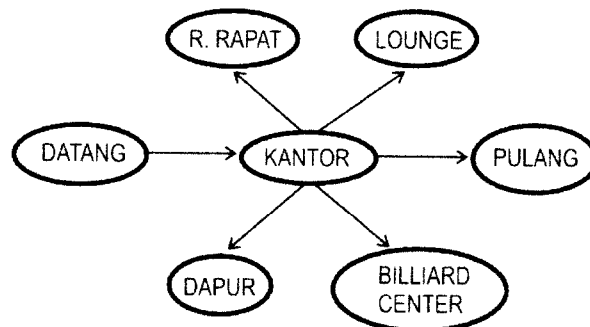 R. RAPAT
LOUNGE
DATANG
KANTOR
PULANG
DAPUR
BILLIARD
CENTER